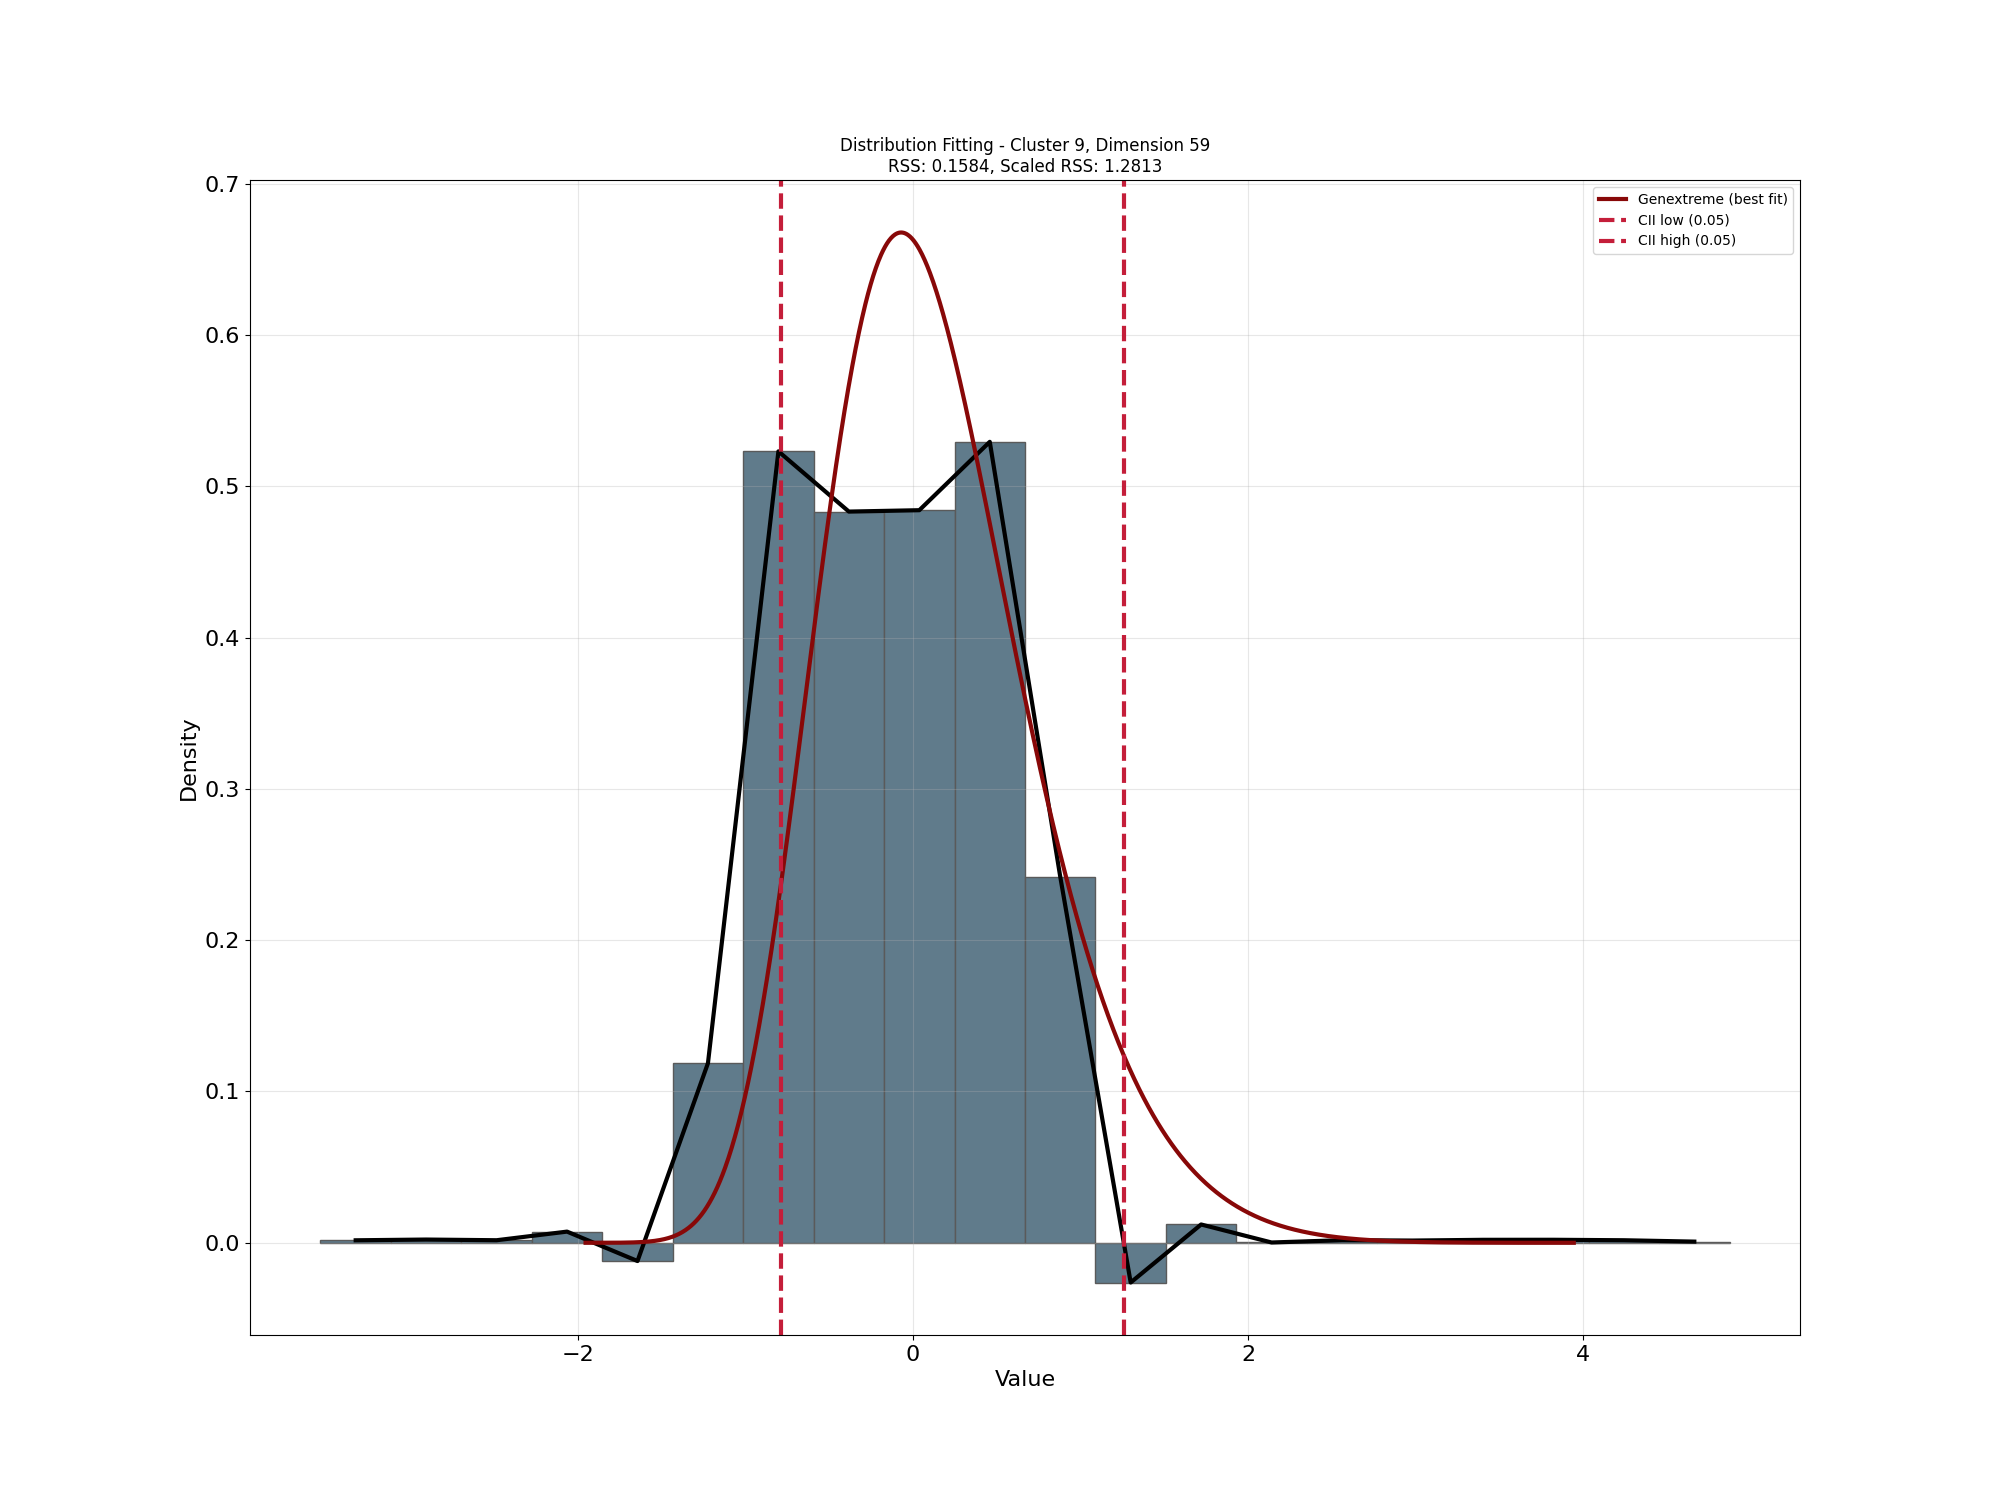 Distribution Fitting - Cluster 9, Dimension 59
RSS: 0.1584, Scaled RSS: 1.2813
Genextreme (best fit)
CII low (0.05)
CII high (0.05)
0.7
0.6
0.5
0.4
0.3
0.2
0.1
0.0
Density
−2
0
2
4
Value